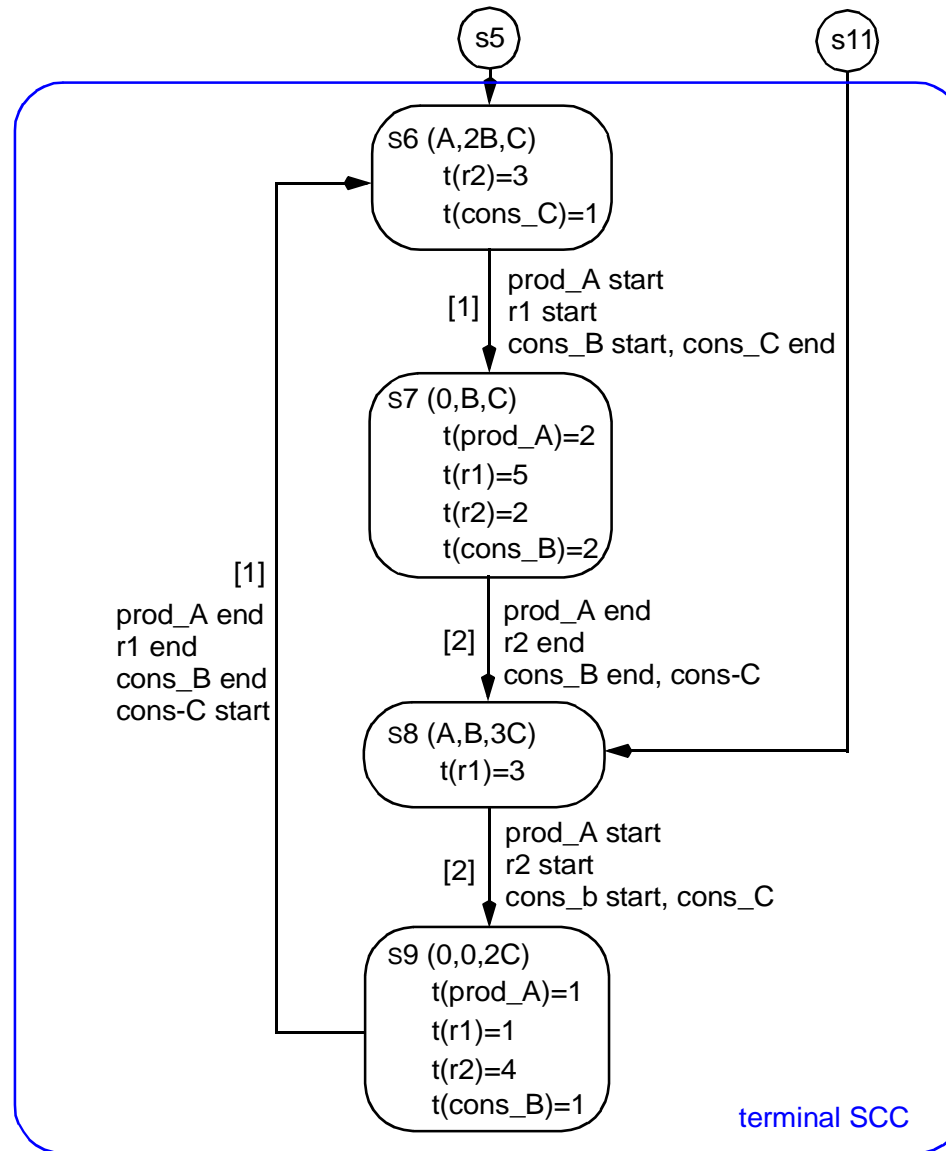 s5
s11
s6 (A,2B,C)
t(r2)=3
t(cons_C)=1
[1]
prod_A start
r1 start
cons_B start, cons_C end
s7 (0,B,C)
t(prod_A)=2
t(r1)=5
t(r2)=2
t(cons_B)=2
[1]
prod_A end
r1 end
cons_B end
cons-C start
[2]
prod_A end
r2 end
cons_B end, cons-C
s8 (A,B,3C)
t(r1)=3
[2]
prod_A start
r2 start
cons_b start, cons_C
s9 (0,0,2C)
t(prod_A)=1
t(r1)=1
t(r2)=4
t(cons_B)=1
terminal SCC